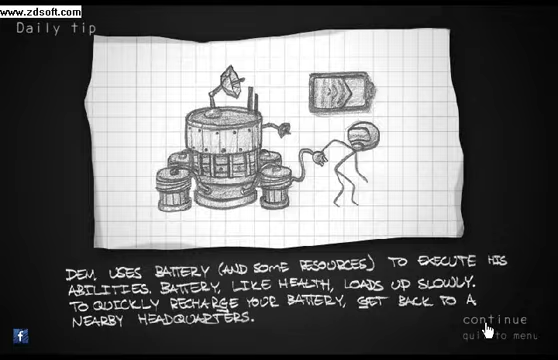 www.zdsoft.com
Daily tip
DEM. USES BATTERY (AND SOME RESOURCES) TO EXECUTE HIS
ABILITIES. BATTERY, LIKE HEALTH, LOADS UP SLOWLY.
TO QUICKLY RECHARGE YOUR BATTERY, GET BACK TO A
NEARBY HEADQUARTERS.
continue
quit to menu
f